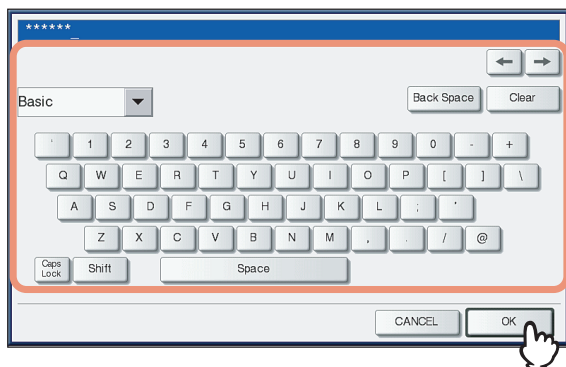 ******_
← →
Basic Back Space Clear
` 1 2 3 4 5 6 7 8 9 0 - +
Q W E R T Y U I O P [ ] \
A S D F G H J K L ; '
Z X C V B N M , . / @
Caps Lock Shift Space
CANCEL OK